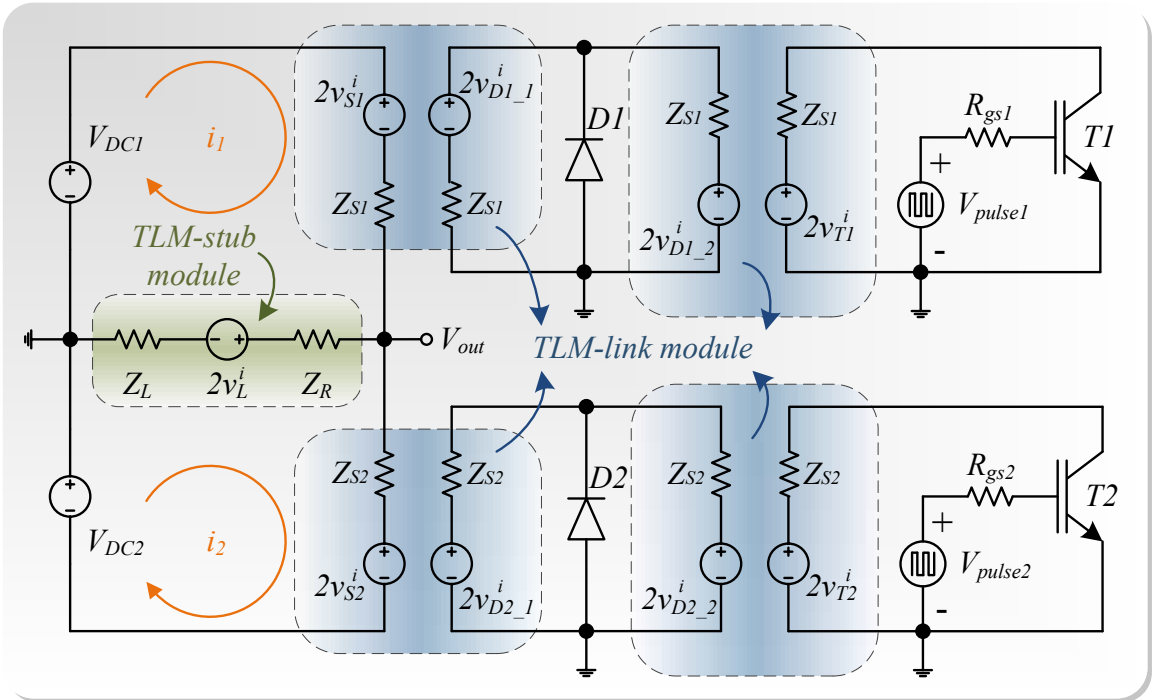 V_DC1
i_1
2v_S1^i
Z_S1
2v_D1_1^i
Z_S1
D1
Z_S1
2v_D1_2^i
Z_S1
2v_T1^i
R_gs1
+
V_pulse1
-
T1
TLM-stub
module
Z_L
2v_L^i
Z_R
V_out
TLM-link module
V_DC2
i_2
Z_S2
2v_S2^i
Z_S2
2v_D2_1^i
D2
Z_S2
2v_D2_2^i
Z_S2
2v_T2^i
R_gs2
+
V_pulse2
-
T2